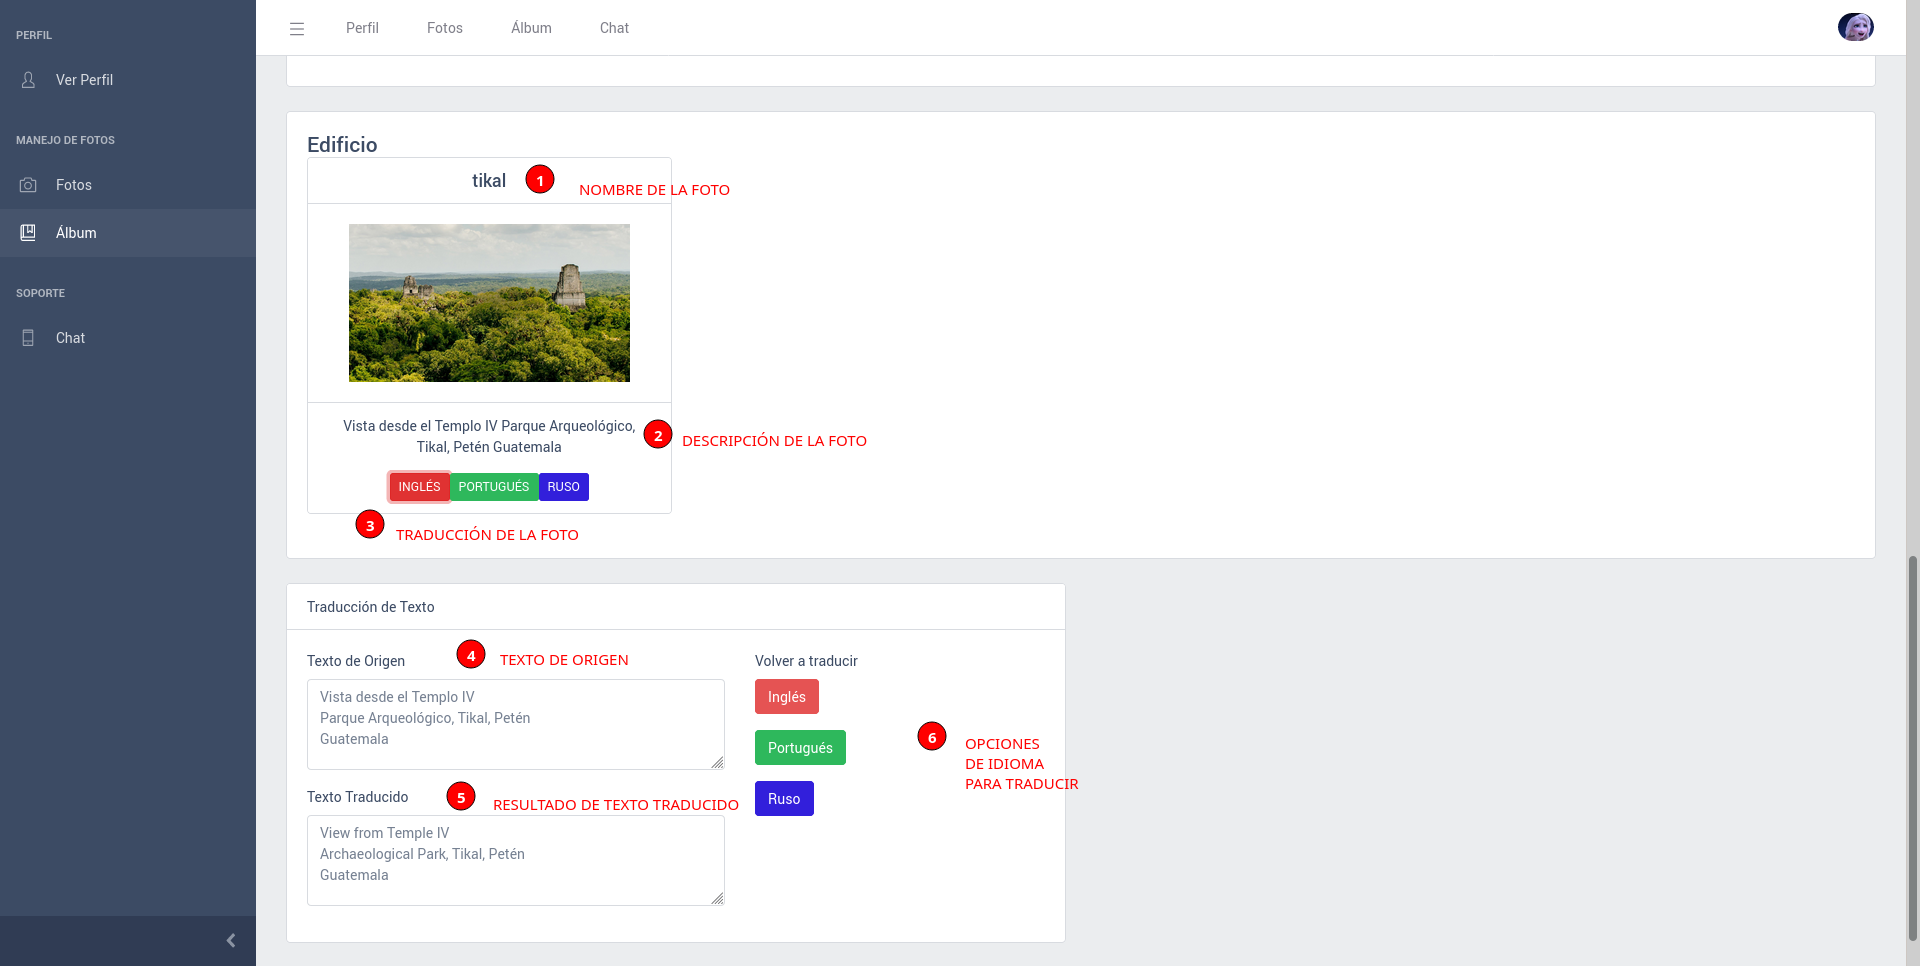 PERFIL
Ver Perfil
MANEJO DE FOTOS
Fotos
Álbum
SOPORTE
Chat
Perfil
Fotos
Álbum
Chat
Edificio
tikal
1
NOMBRE DE LA FOTO
Vista desde el Templo IV Parque Arqueológico,
Tikal, Petén Guatemala
2
DESCRIPCIÓN DE LA FOTO
INGLÉS
PORTUGUÉS
RUSO
3
TRADUCCIÓN DE LA FOTO
Traducción de Texto
Texto de Origen
4
TEXTO DE ORIGEN
Vista desde el Templo IV
Parque Arqueológico, Tikal, Petén
Guatemala
Texto Traducido
5
RESULTADO DE TEXTO TRADUCIDO
View from Temple IV
Archaeological Park, Tikal, Petén
Guatemala
Volver a traducir
Inglés
Portugués
Ruso
6
OPCIONES
DE IDIOMA
PARA TRADUCIR